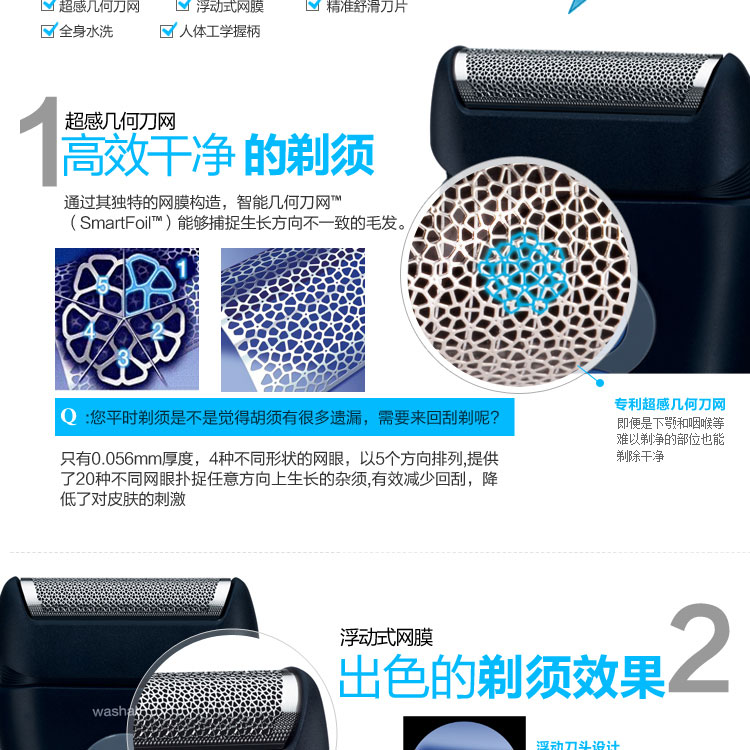 超感几何刀网 浮动式网膜 精准舒滑刀片
全身水洗 人体工学握柄
1
超感几何刀网
高效干净 的剃须
通过其独特的网膜构造，智能几何刀网™
（SmartFoil™）能够捕捉生长方向不一致的毛发。
1
5
4 2
3
Q :您平时剃须是不是觉得胡须有很多遗漏，需要来回刮剃呢?
专利超感几何刀网
即便是下颚和咽喉等
难以剃净的部位也能
剃除干净
只有0.056mm厚度，4种不同形状的网眼，以5个方向排列,提供
了20种不同网眼扑捉任意方向上生长的杂须,有效减少回刮，降
低了对皮肤的刺激
2
浮动式网膜
出色的剃须效果
washa
浮动刀头设计